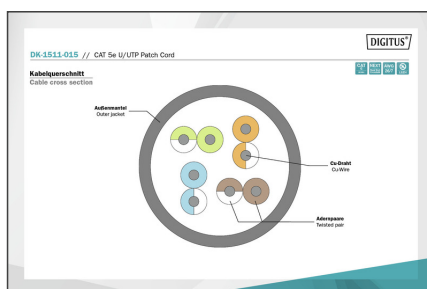 DIGITUS®
DK-1511-015 // CAT 5e U/UTP Patch Cord
Kabelquerschnitt
Cable cross section
Außenmantel
Outer jacket
Cu-Draht
Cu-Wire
Adernpaare
Twisted pair